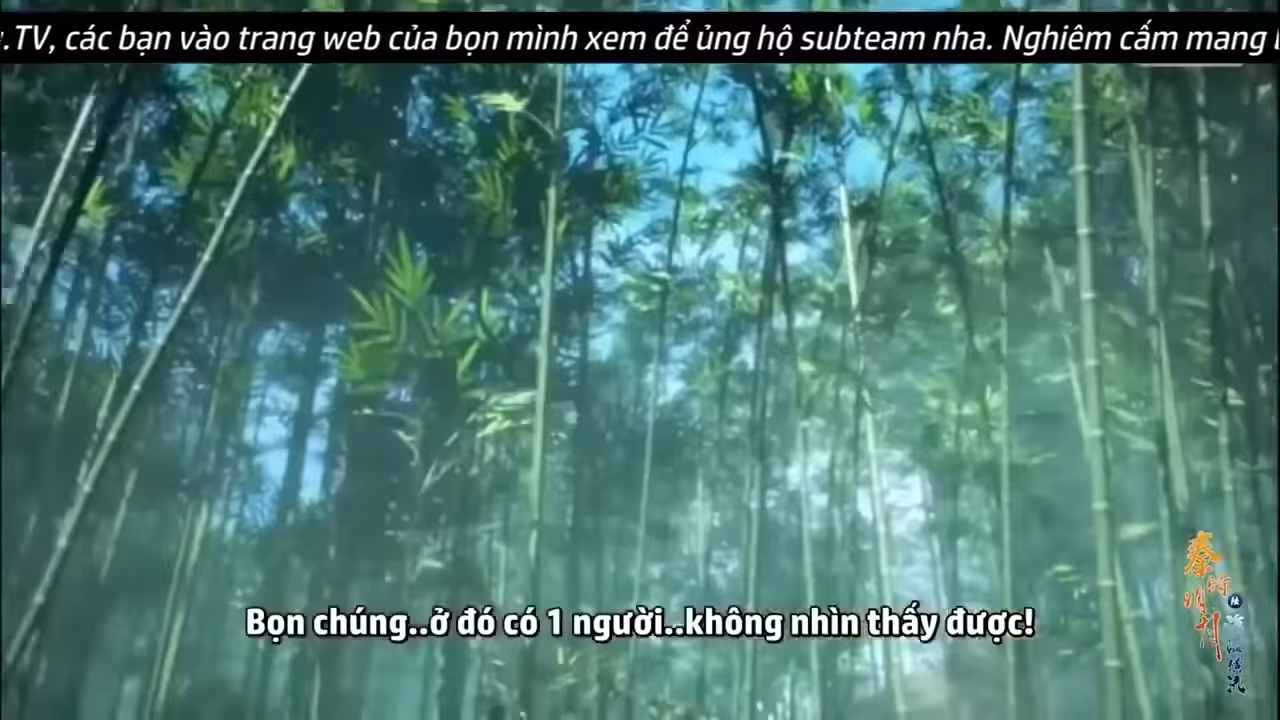 .TV, các bạn vào trang web của bọn mình xem để ủng hộ subteam nha. Nghiêm cấm mang
Bọn chúng..ở đó có 1 người..không nhìn thấy được!
秦時明月